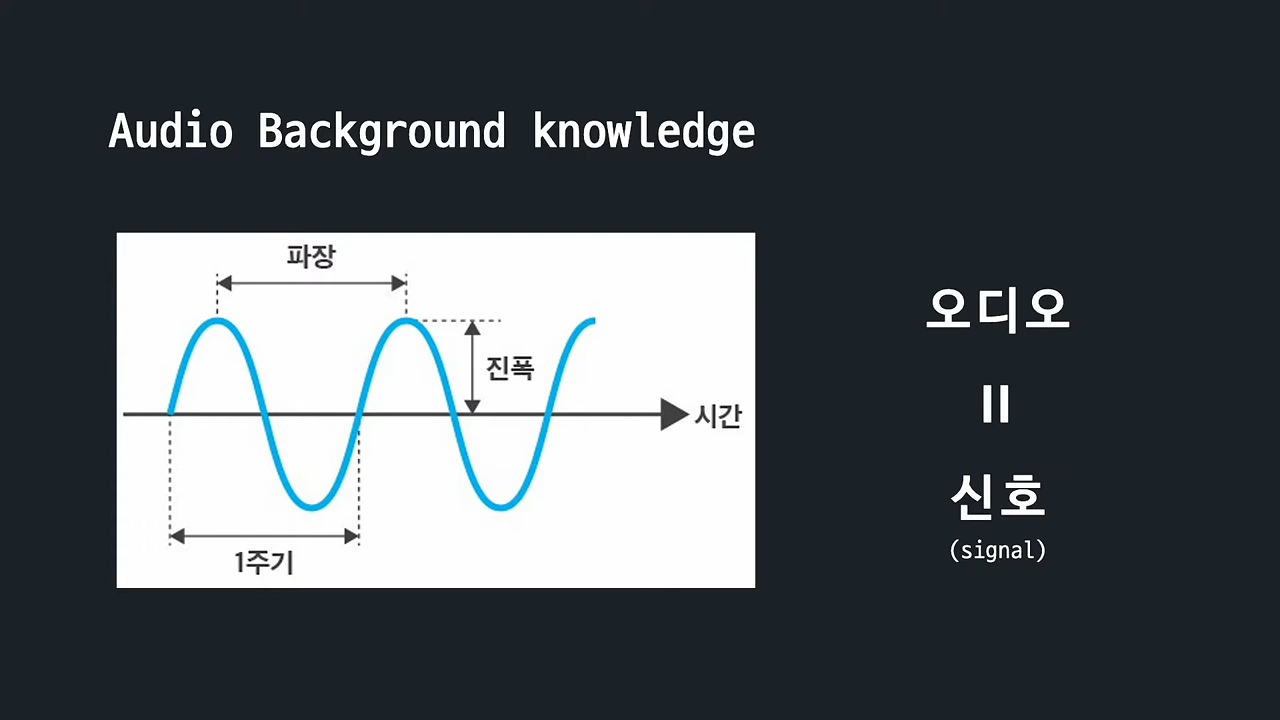 Audio Background knowledge
파장
진폭
시간
1주기
오디오
=
신호
(signal)